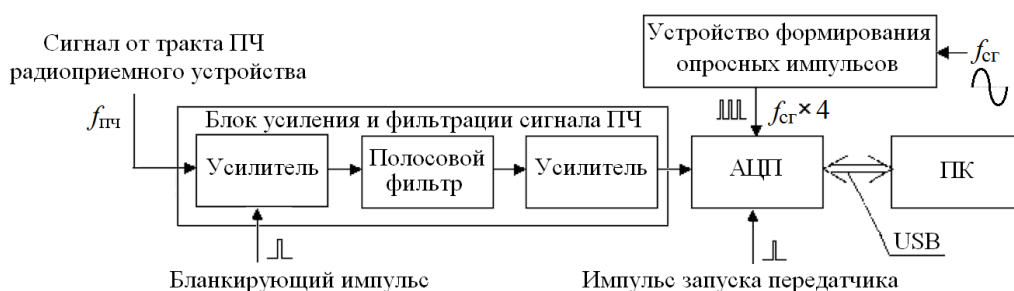 Сигнал от тракта ПЧ
радиоприемного устройства
fПЧ
Устройство формирования
опросных импульсов
fсг
fсг× 4
Блок усиления и фильтрации сигнала ПЧ
Усилитель
Полосовой
фильтр
Усилитель
АЦП
ПК
USB
Бланкирующий импульс
Импульс запуска передатчика